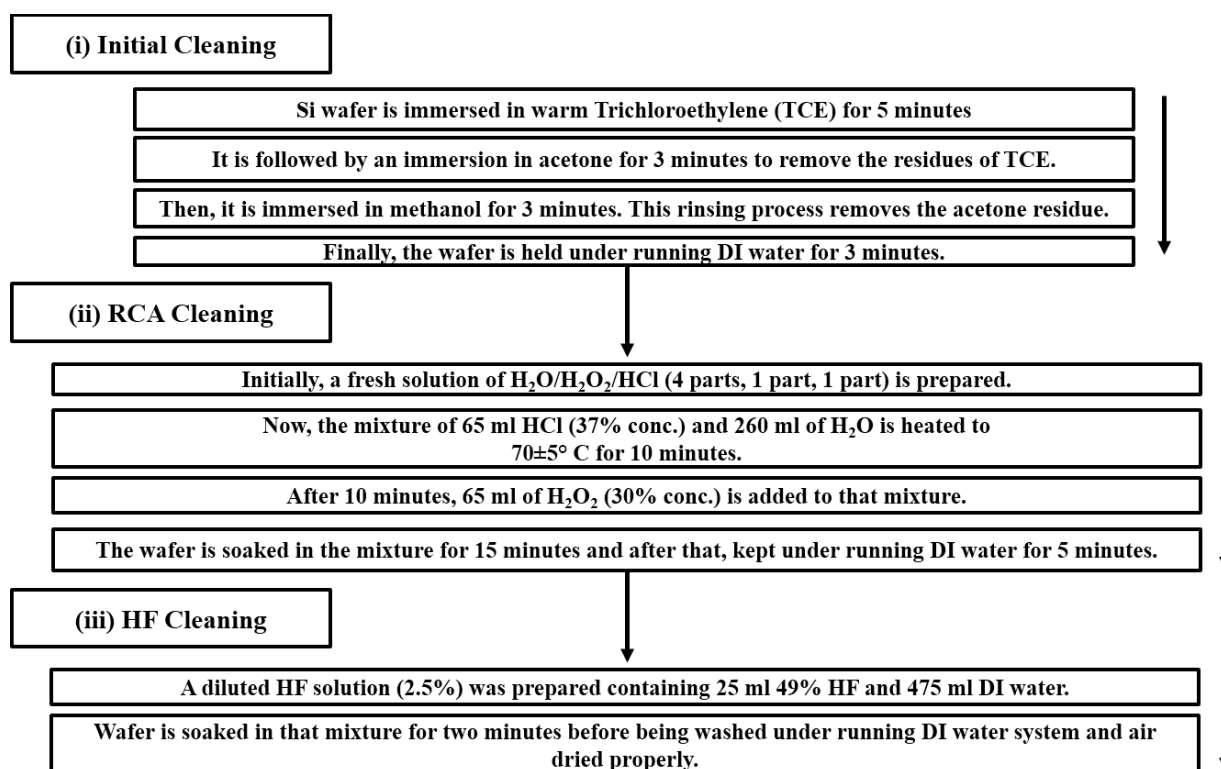 (i) Initial Cleaning
Si wafer is immersed in warm Trichloroethylene (TCE) for 5 minutes
It is followed by an immersion in acetone for 3 minutes to remove the residues of TCE.
Then, it is immersed in methanol for 3 minutes. This rinsing process removes the acetone residue.
Finally, the wafer is held under running DI water for 3 minutes.
(ii) RCA Cleaning
Initially, a fresh solution of H₂O/H₂O₂/HCl (4 parts, 1 part, 1 part) is prepared.
Now, the mixture of 65 ml HCl (37% conc.) and 260 ml of H₂O is heated to
70±5° C for 10 minutes.
After 10 minutes, 65 ml of H₂O₂ (30% conc.) is added to that mixture.
The wafer is soaked in the mixture for 15 minutes and after that, kept under running DI water for 5 minutes.
(iii) HF Cleaning
A diluted HF solution (2.5%) was prepared containing 25 ml 49% HF and 475 ml DI water.
Wafer is soaked in that mixture for two minutes before being washed under running DI water system and air
dried properly.